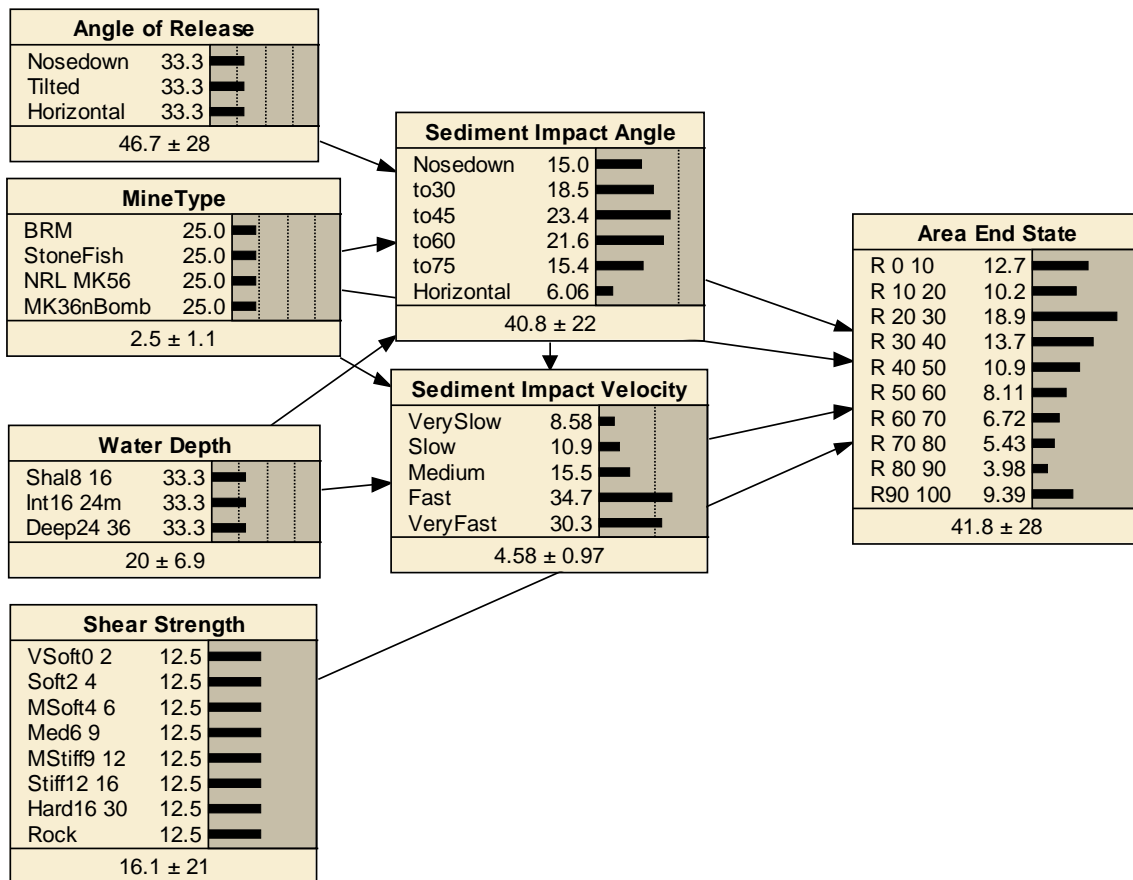 Angle of Release
Nosedown 33.3
Tilted 33.3
Horizontal 33.3
46.7 ± 28
MineType
BRM 25.0
StoneFish 25.0
NRL MK56 25.0
MK36nBomb 25.0
2.5 ± 1.1
Water Depth
Shal8 16 33.3
Int16 24m 33.3
Deep24 36 33.3
20 ± 6.9
Shear Strength
VSoft0 2 12.5
Soft2 4 12.5
MSoft4 6 12.5
Med6 9 12.5
MStiff9 12 12.5
Stiff12 16 12.5
Hard16 30 12.5
Rock 12.5
16.1 ± 21
Sediment Impact Angle
Nosedown 15.0
to30 18.5
to45 23.4
to60 21.6
to75 15.4
Horizontal 6.06
40.8 ± 22
Sediment Impact Velocity
VerySlow 8.58
Slow 10.9
Medium 15.5
Fast 34.7
VeryFast 30.3
4.58 ± 0.97
Area End State
R 0 10 12.7
R 10 20 10.2
R 20 30 18.9
R 30 40 13.7
R 40 50 10.9
R 50 60 8.11
R 60 70 6.72
R 70 80 5.43
R 80 90 3.98
R90 100 9.39
41.8 ± 28